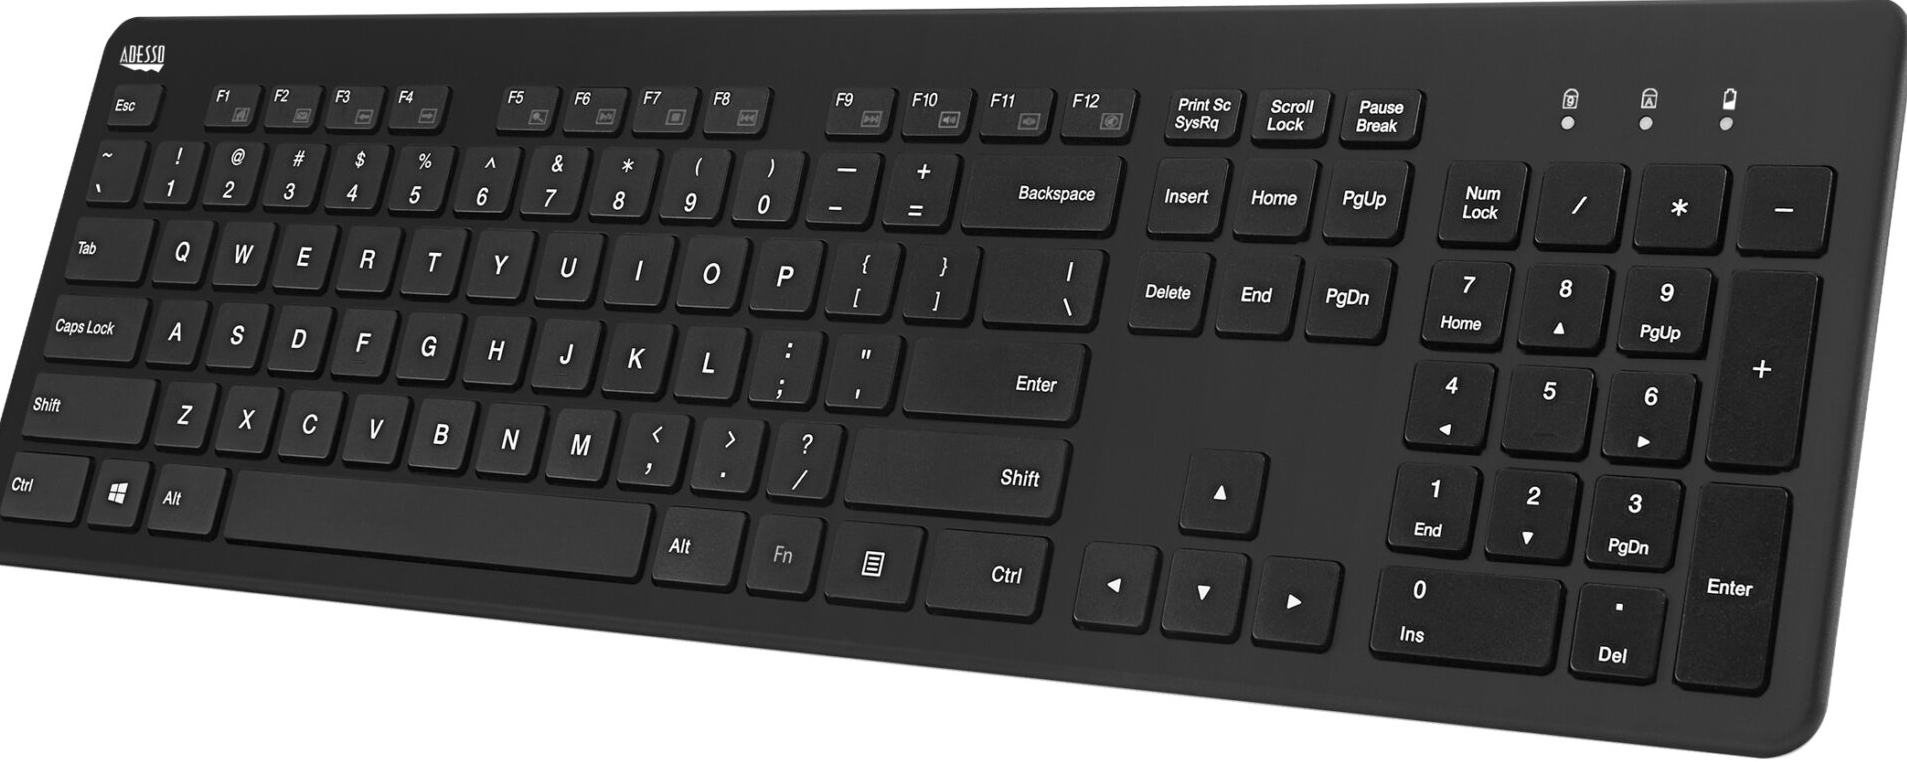 ADESSO
Esc F1 F2 F3 F4 F5 F6 F7 F8 F9 F10 F11 F12 Print Sc SysRq Scroll Lock Pause Break 9 A
~ ` ! 1 @ 2 # 3 $ 4 % 5 ^ 6 & 7 * 8 ( 9 ) 0 — – + = Backspace Insert Home PgUp Num Lock / * –
Tab Q W E R T Y U I O P { [ } ] | \ Delete End PgDn 7 Home 8 ▲ 9 PgUp +
Caps Lock A S D F G H J K L : ; " ' Enter 4 ◀ 5 6 ▶
Shift Z X C V B N M < , > . ? / Shift ▲ 1 End 2 ▼ 3 PgDn Enter
Ctrl Alt Alt Fn Ctrl ◀ ▼ ▶ 0 Ins . Del